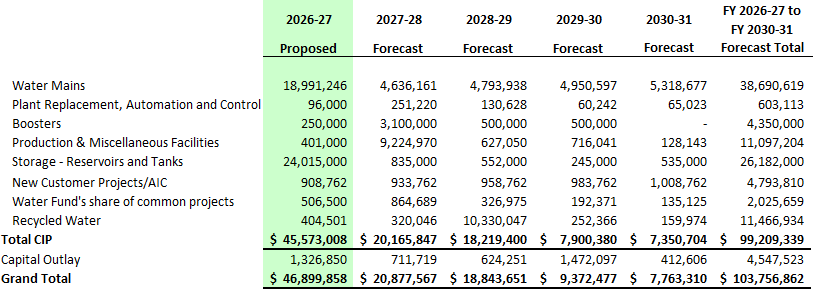 2026-27 2027-28 2028-29 2029-30 2030-31 FY 2026-27 to FY 2030-31
Proposed Forecast Forecast Forecast Forecast Forecast Total
Water Mains 18,991,246 4,636,161 4,793,938 4,950,597 5,318,677 38,690,619
Plant Replacement, Automation and Control 96,000 251,220 130,628 60,242 65,023 603,113
Boosters 250,000 3,100,000 500,000 500,000 - 4,350,000
Production & Miscellaneous Facilities 401,000 9,224,970 627,050 716,041 128,143 11,097,204
Storage - Reservoirs and Tanks 24,015,000 835,000 552,000 245,000 535,000 26,182,000
New Customer Projects/AIC 908,762 933,762 958,762 983,762 1,008,762 4,793,810
Water Fund's share of common projects 506,500 864,689 326,975 192,371 135,125 2,025,659
Recycled Water 404,501 320,046 10,330,047 252,366 159,974 11,466,934
Total CIP $ 45,573,008 $ 20,165,847 $ 18,219,400 $ 7,900,380 $ 7,350,704 $ 99,209,339
Capital Outlay 1,326,850 711,719 624,251 1,472,097 412,606 4,547,523
Grand Total $ 46,899,858 $ 20,877,567 $ 18,843,651 $ 9,372,477 $ 7,763,310 $ 103,756,862